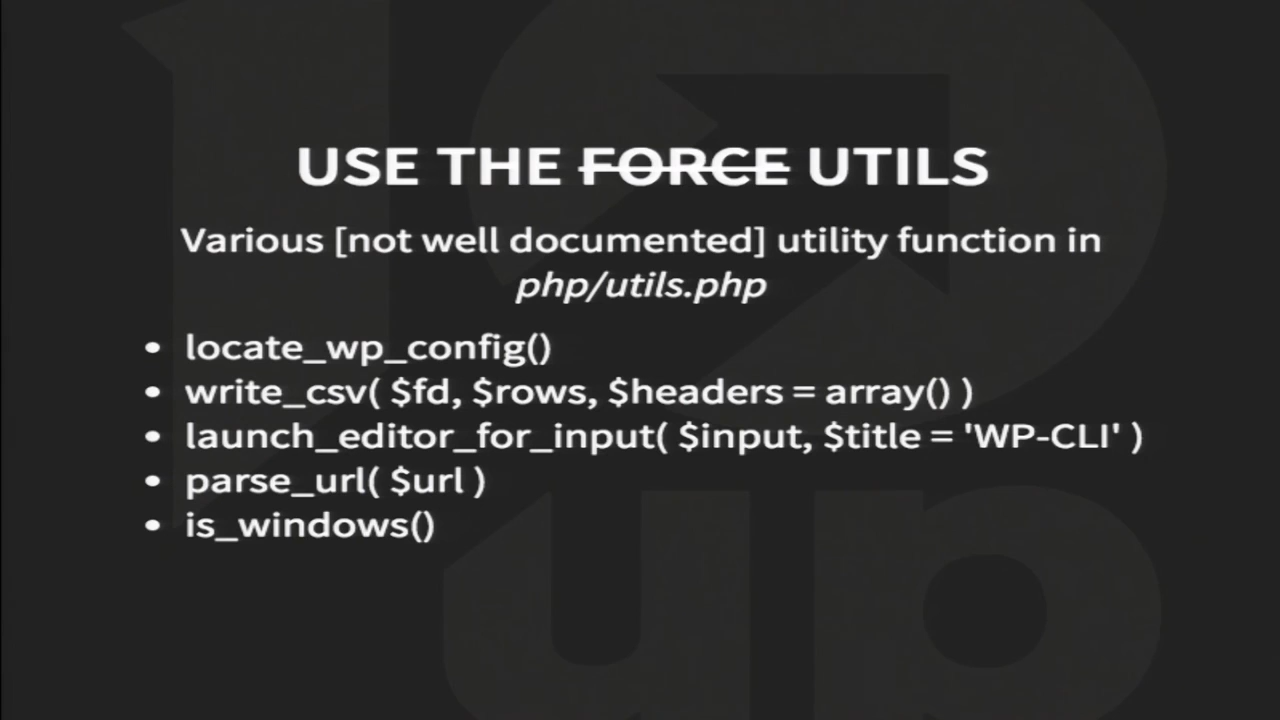 USE THE FORCE UTILS
Various [not well documented] utility function in
php/utils.php
• locate_wp_config()
• write_csv( $fd, $rows, $headers = array() )
• launch_editor_for_input( $input, $title = 'WP-CLI' )
• parse_url( $url )
• is_windows()
10up